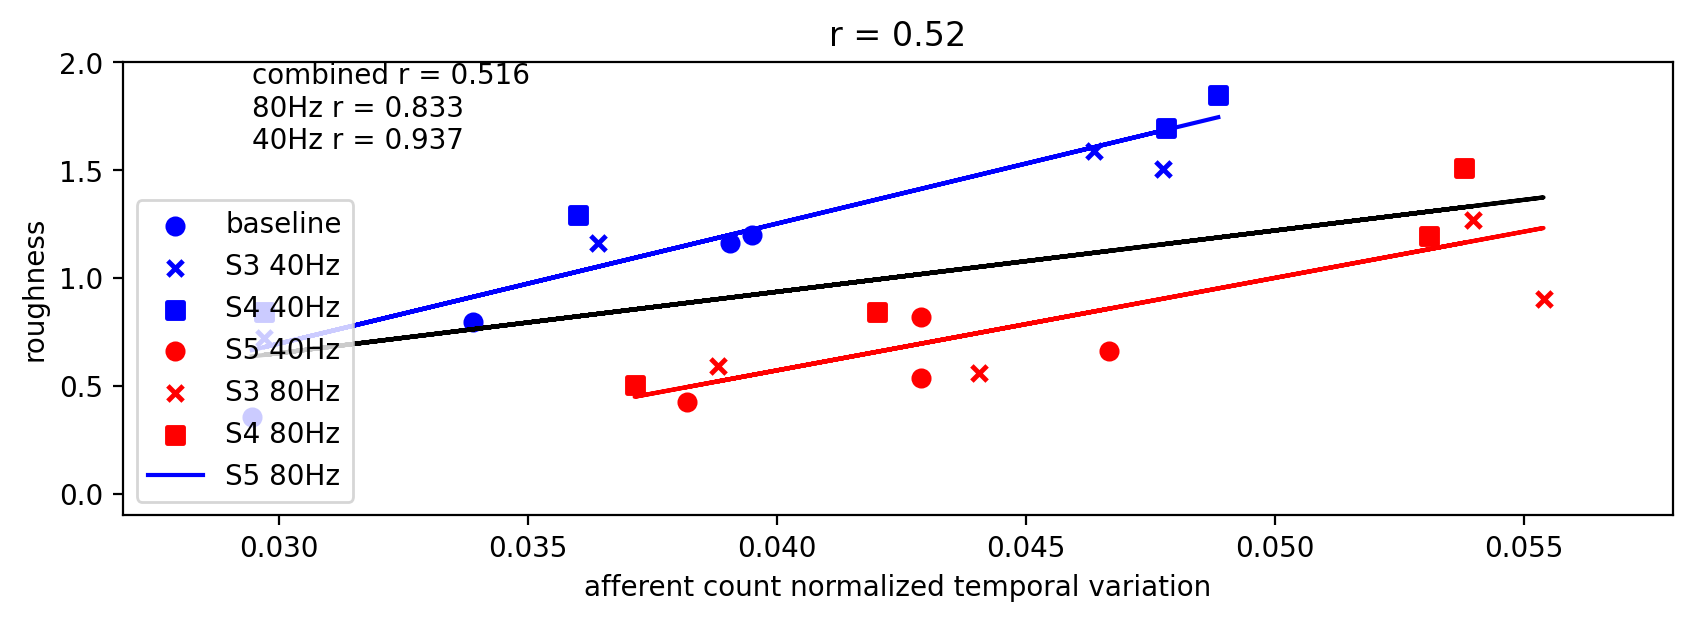 r = 0.52
combined r = 0.516
80Hz r = 0.833
40Hz r = 0.937
2.0
1.5
1.0
0.5
0.0
roughness
baseline
S3 40Hz
S4 40Hz
S5 40Hz
S3 80Hz
S4 80Hz
S5 80Hz
0.030 0.035 0.040 0.045 0.050 0.055
afferent count normalized temporal variation